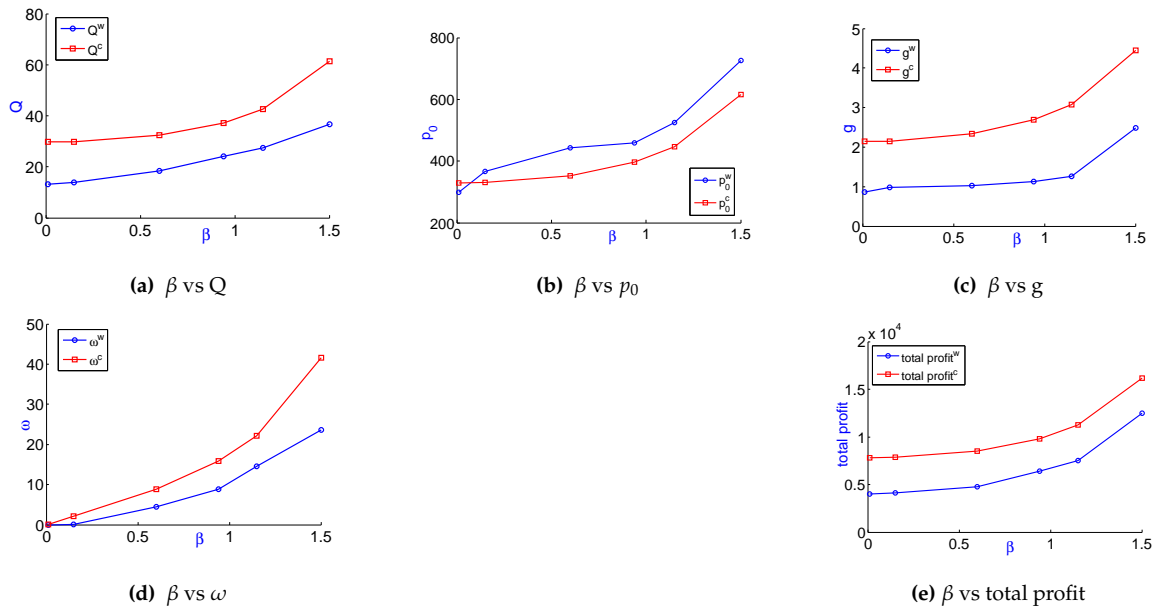 80
60
40
20
0
Q
Q^w
Q^c
0
0.5
1
1.5
β
(a) β vs Q
800
600
400
200
p_0
p_0^w
p_0^c
0
0.5
1
1.5
β
(b) β vs p_0
5
4
3
2
1
0
g
g^w
g^c
0
0.5
1
1.5
β
(c) β vs g
50
40
30
20
10
0
ω
ω^w
ω^c
0
0.5
1
1.5
β
(d) β vs ω
2 x 10^4
1.5
1
0.5
0
total profit
total profit^w
total profit^c
0
0.5
1
1.5
β
(e) β vs total profit